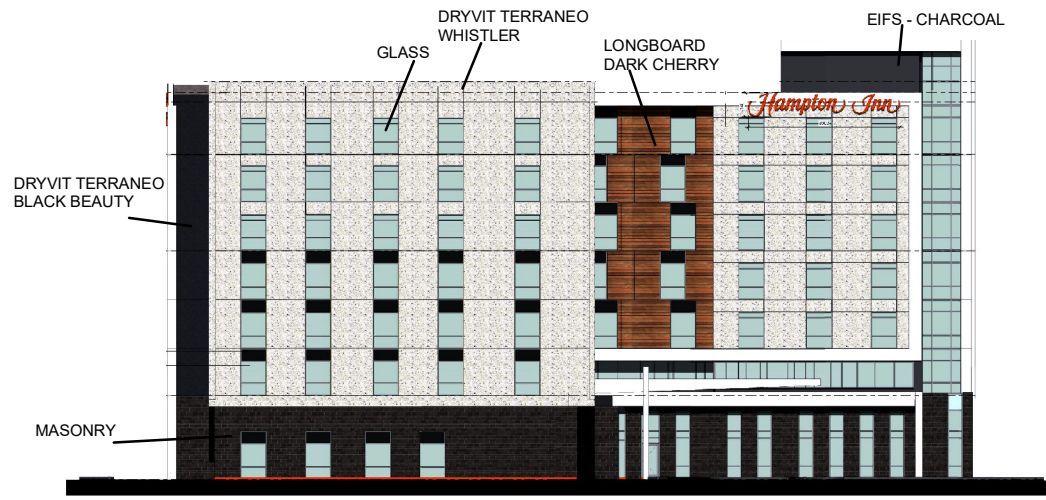 DRYVIT TERRANEO
WHISTLER
EIFS - CHARCOAL
GLASS
LONGBOARD
DARK CHERRY
Hampton Inn
DRYVIT TERRANEO
BLACK BEAUTY
MASONRY